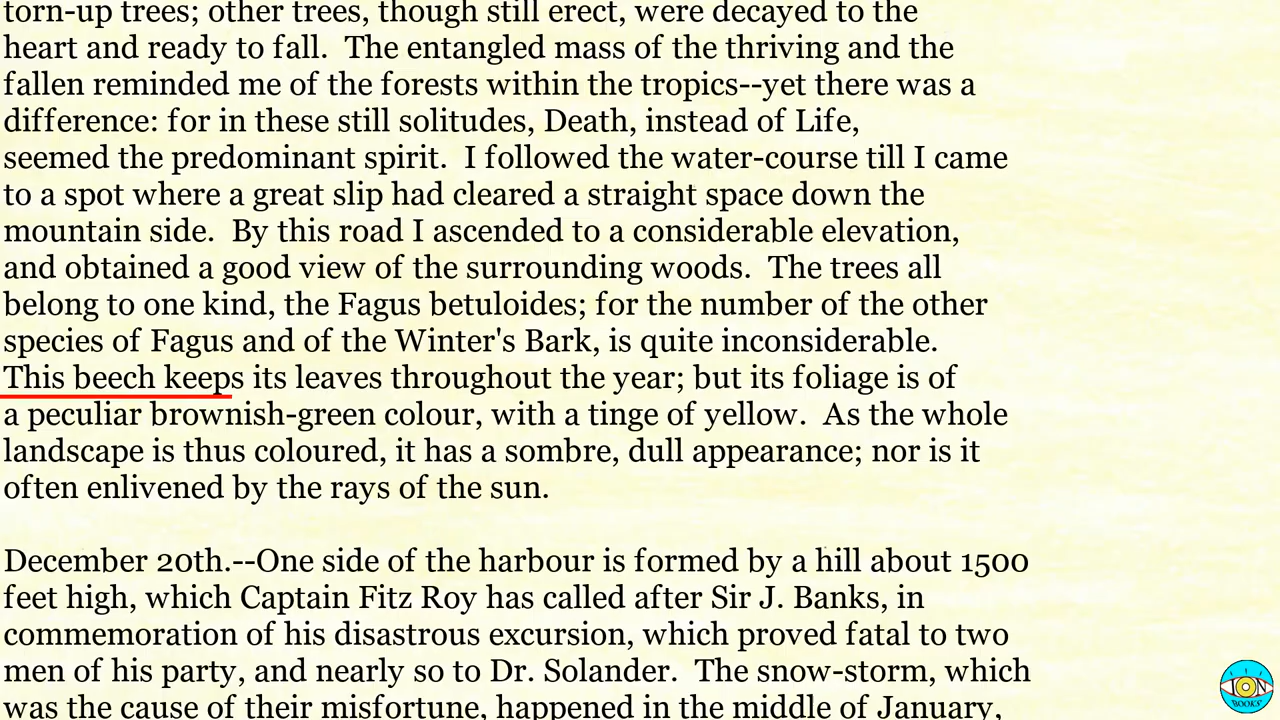 torn-up trees; other trees, though still erect, were decayed to the
heart and ready to fall.  The entangled mass of the thriving and the
fallen reminded me of the forests within the tropics--yet there was a
difference: for in these still solitudes, Death, instead of Life,
seemed the predominant spirit.  I followed the water-course till I came
to a spot where a great slip had cleared a straight space down the
mountain side.  By this road I ascended to a considerable elevation,
and obtained a good view of the surrounding woods.  The trees all
belong to one kind, the Fagus betuloides; for the number of the other
species of Fagus and of the Winter's Bark, is quite inconsiderable.
This beech keeps its leaves throughout the year; but its foliage is of
a peculiar brownish-green colour, with a tinge of yellow.  As the whole
landscape is thus coloured, it has a sombre, dull appearance; nor is it
often enlivened by the rays of the sun.
December 20th.--One side of the harbour is formed by a hill about 1500
feet high, which Captain Fitz Roy has called after Sir J. Banks, in
commemoration of his disastrous excursion, which proved fatal to two
men of his party, and nearly so to Dr. Solander.  The snow-storm, which
was the cause of their misfortune, happened in the middle of January,
ION
BOOKS